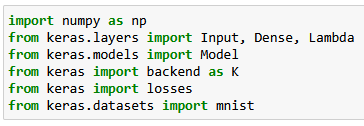 import numpy as np
from keras.layers import Input, Dense, Lambda
from keras.models import Model
from keras import backend as K
from keras import losses
from keras.datasets import mnist